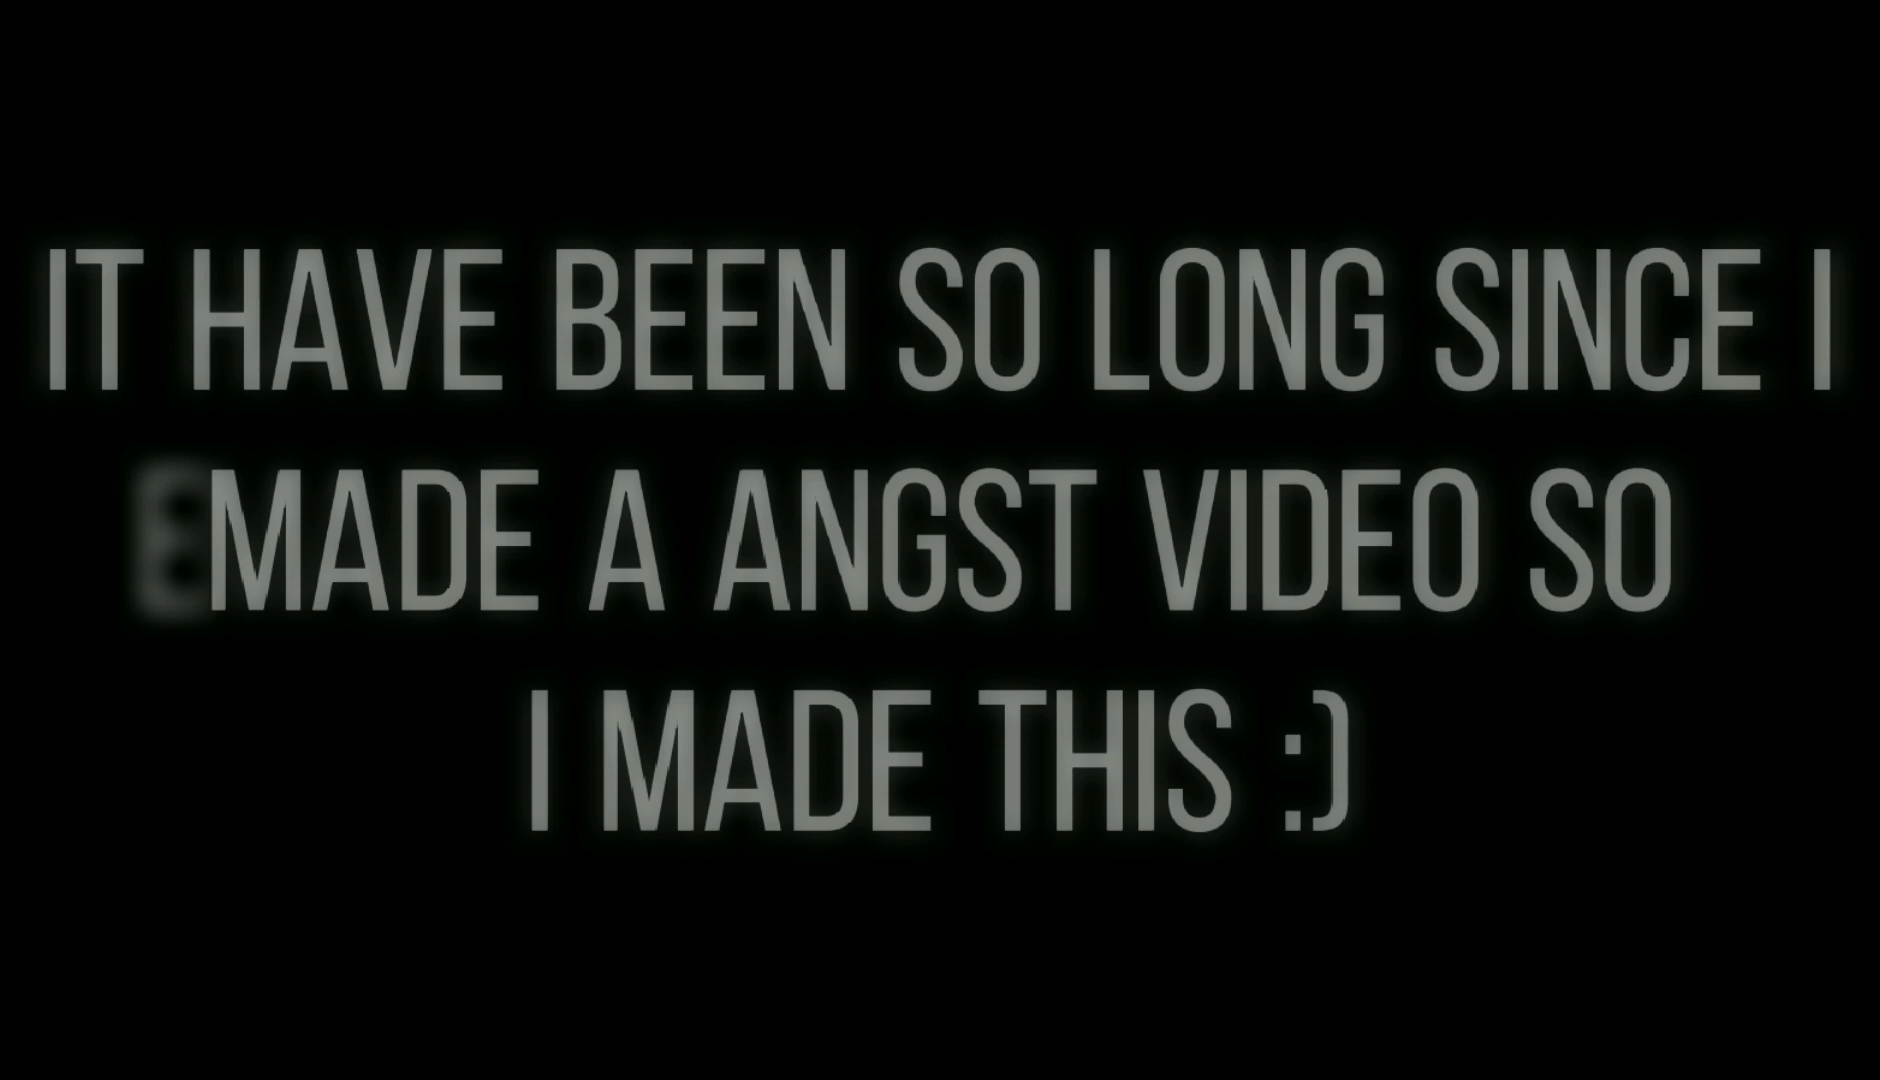 IT HAVE BEEN SO LONG SINCE I
MADE A ANGST VIDEO SO
I MADE THIS :)